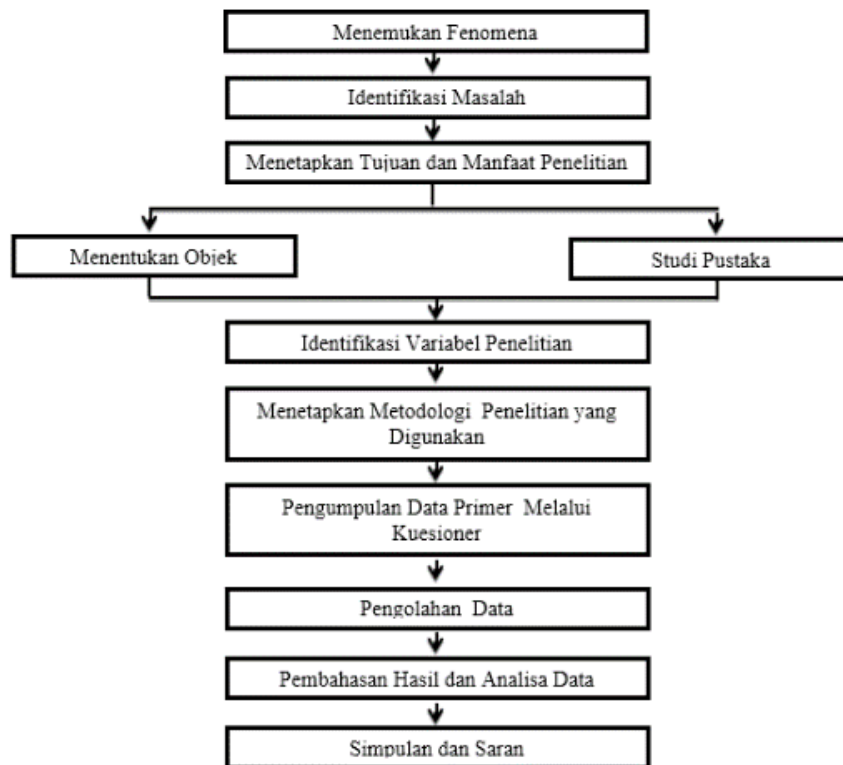 Menemukan Fenomena
Identifikasi Masalah
Menetapkan Tujuan dan Manfaat Penelitian
Menentukan Objek
Studi Pustaka
Identifikasi Variabel Penelitian
Menetapkan Metodologi Penelitian yang
Digunakan
Pengumpulan Data Primer Melalui
Kuesioner
Pengolahan Data
Pembahasan Hasil dan Analisa Data
Simpulan dan Saran